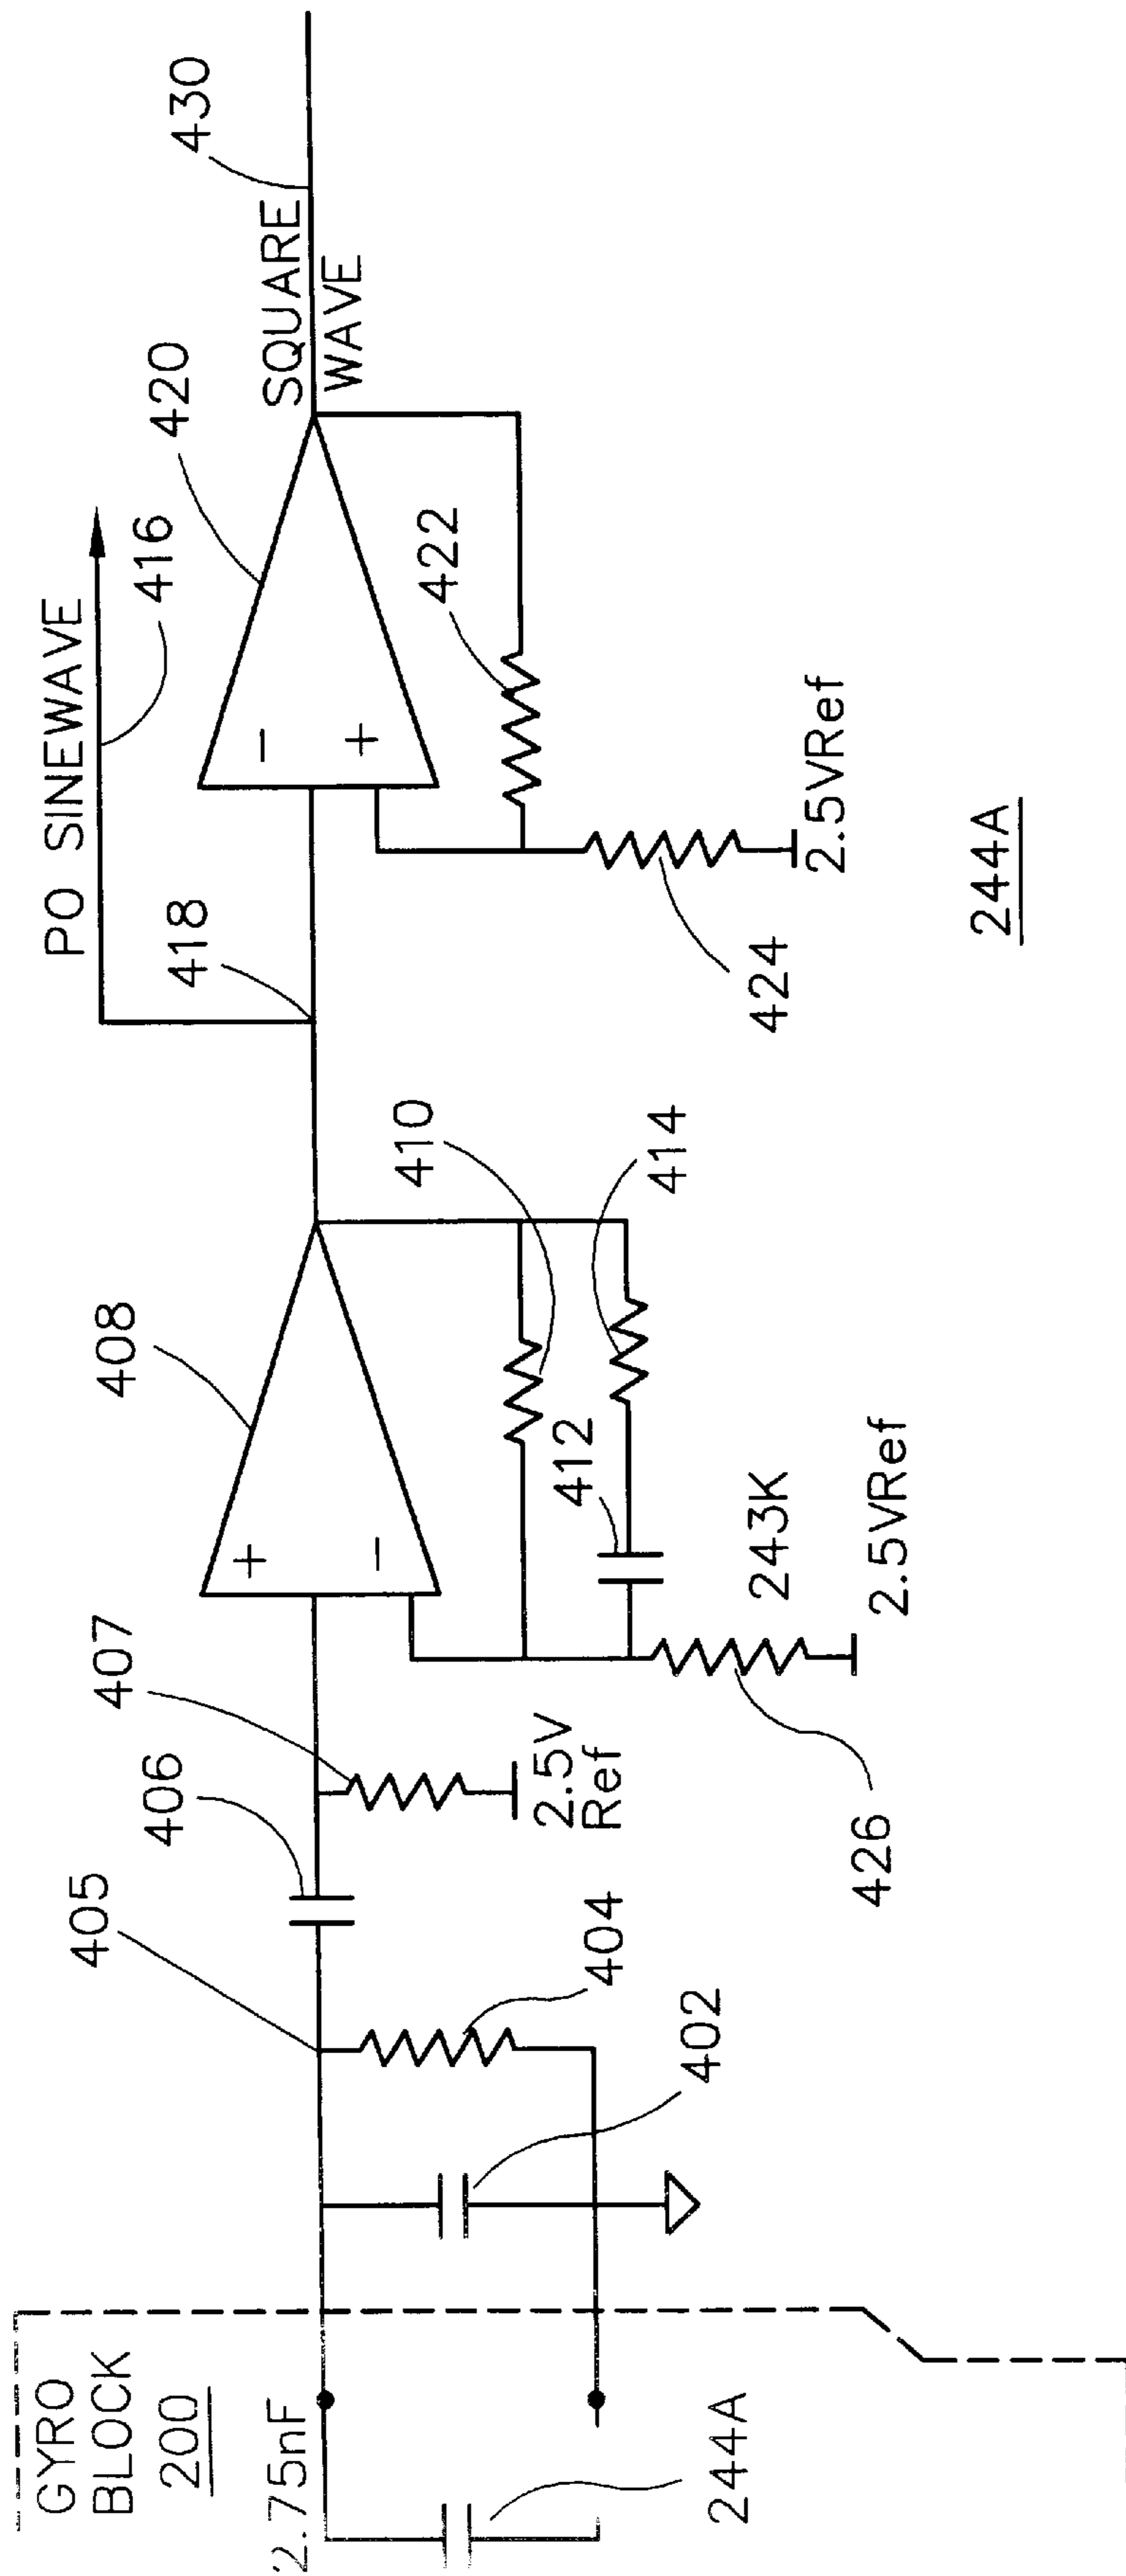 GYRO
BLOCK
200
2.75nF
244A
402
404
405
406
407
2.5V
Ref
408
+
−
410
412
414
243K
426
2.5VRef
PO SINEWAVE
416
418
420
−
+
422
424
2.5VRef
SQUARE
WAVE
430
244A